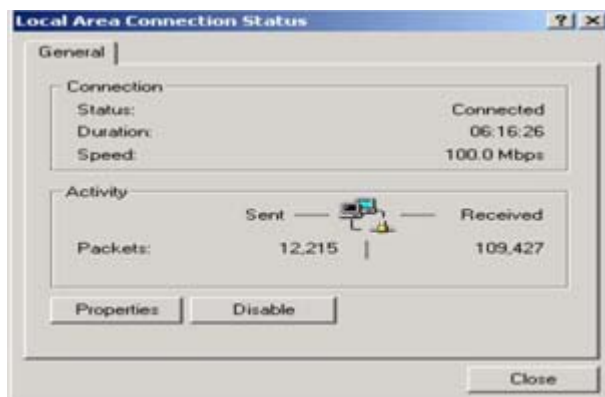 Local Area Connection Status ? ×
General
Connection
Status: Connected
Duration: 06:16:26
Speed: 100.0 Mbps
Activity
Sent Received
Packets: 12,215 109,427
Properties Disable
Close